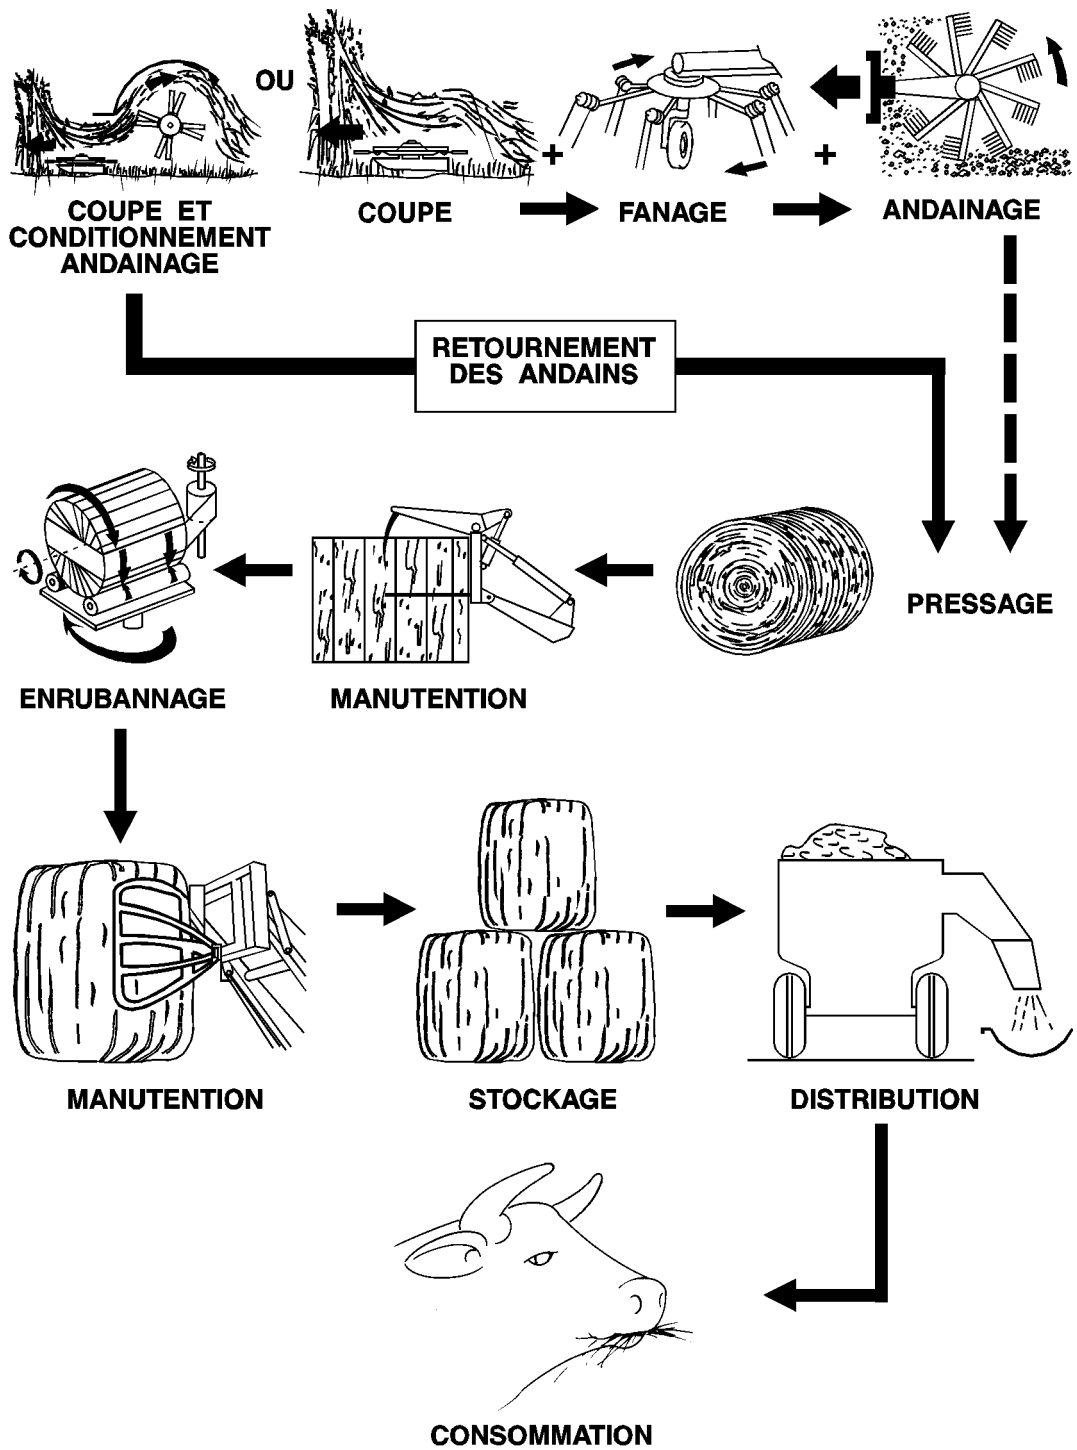 OU
+
+
COUPE ET
CONDITIONNEMENT
ANDAINAGE
COUPE
FANAGE
ANDAINAGE
RETOURNEMENT
DES ANDAINS
PRESSAGE
ENRUBANNAGE
MANUTENTION
MANUTENTION
STOCKAGE
DISTRIBUTION
CONSOMMATION